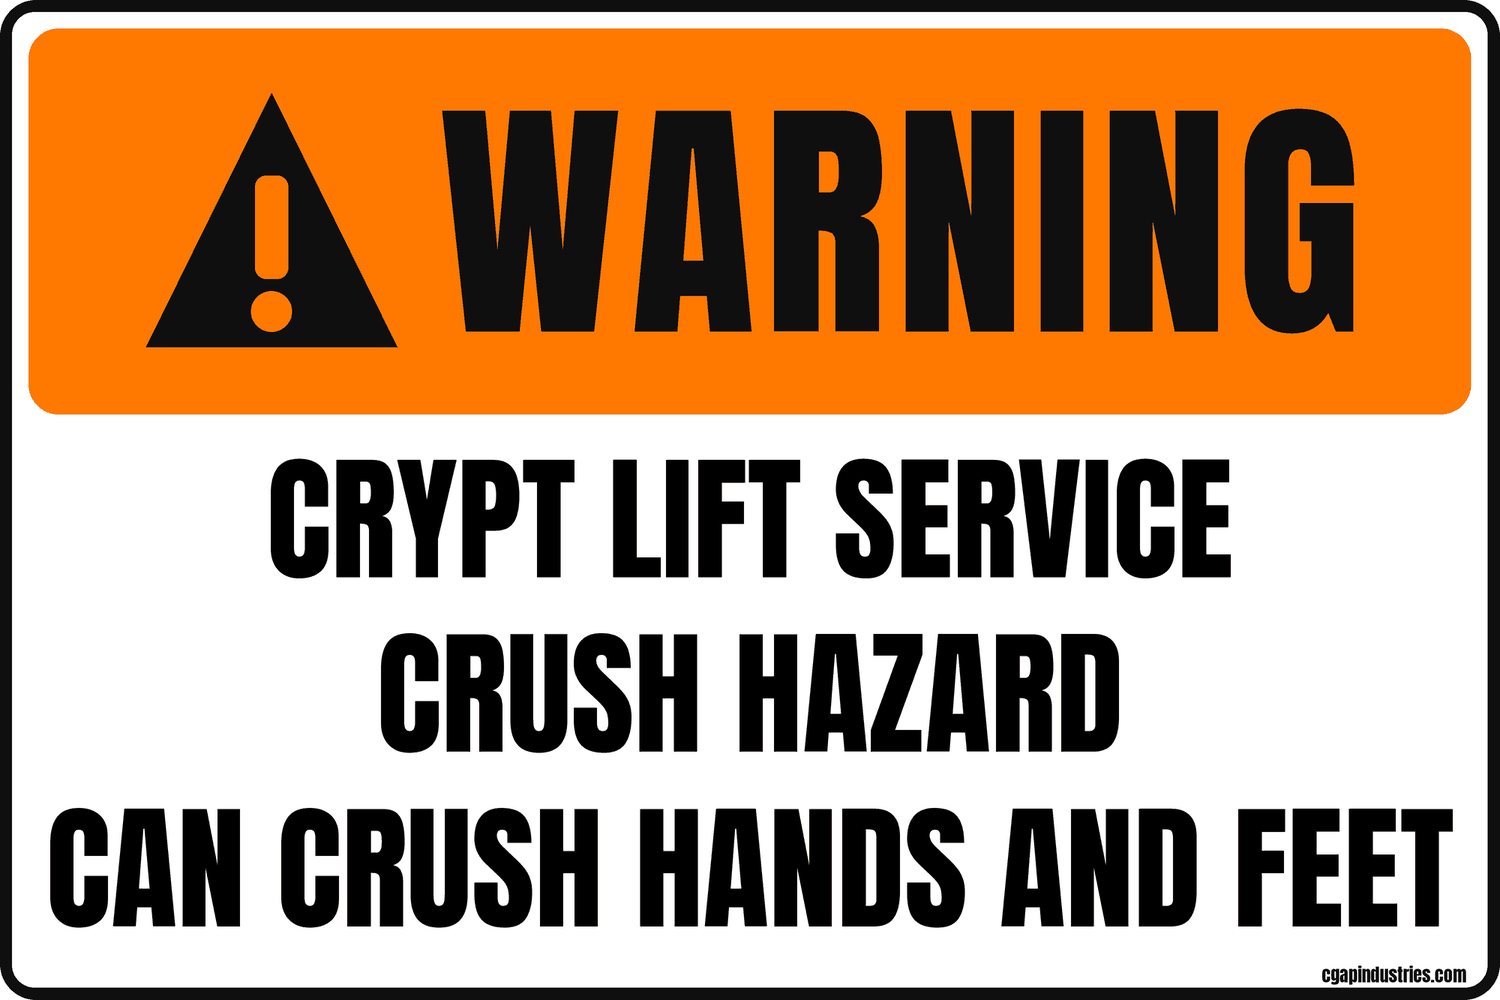 WARNING
CRYPT LIFT SERVICE
CRUSH HAZARD
CAN CRUSH HANDS AND FEET
cgapindustries.com